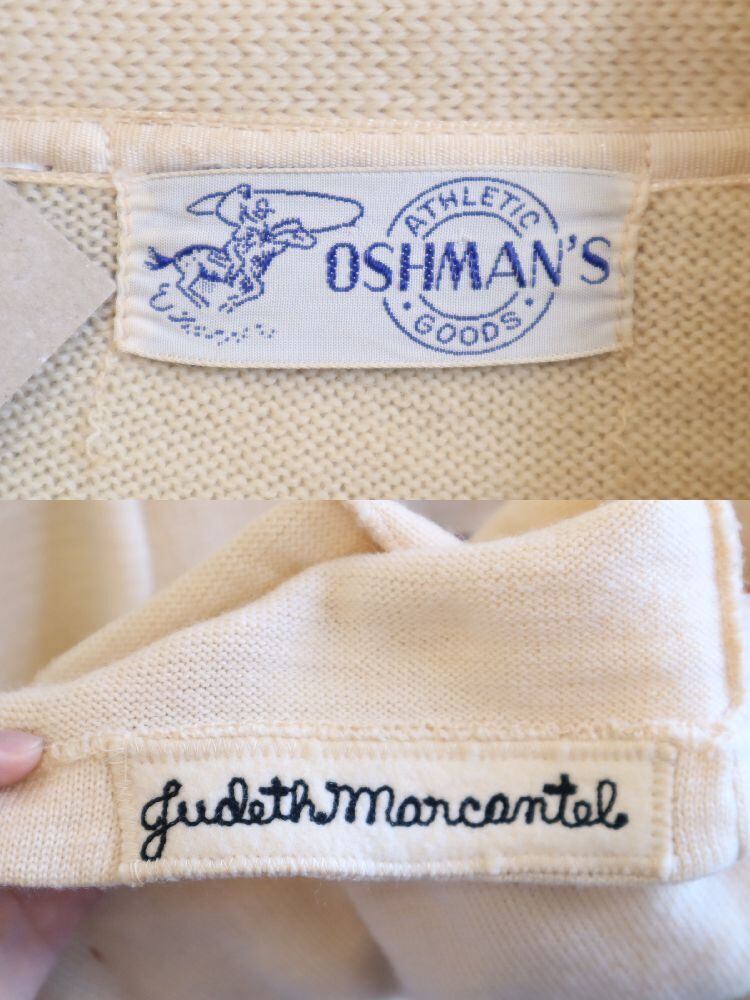 ATHLETIC
OSHMAN'S
• GOODS •
Judeth Marcantel